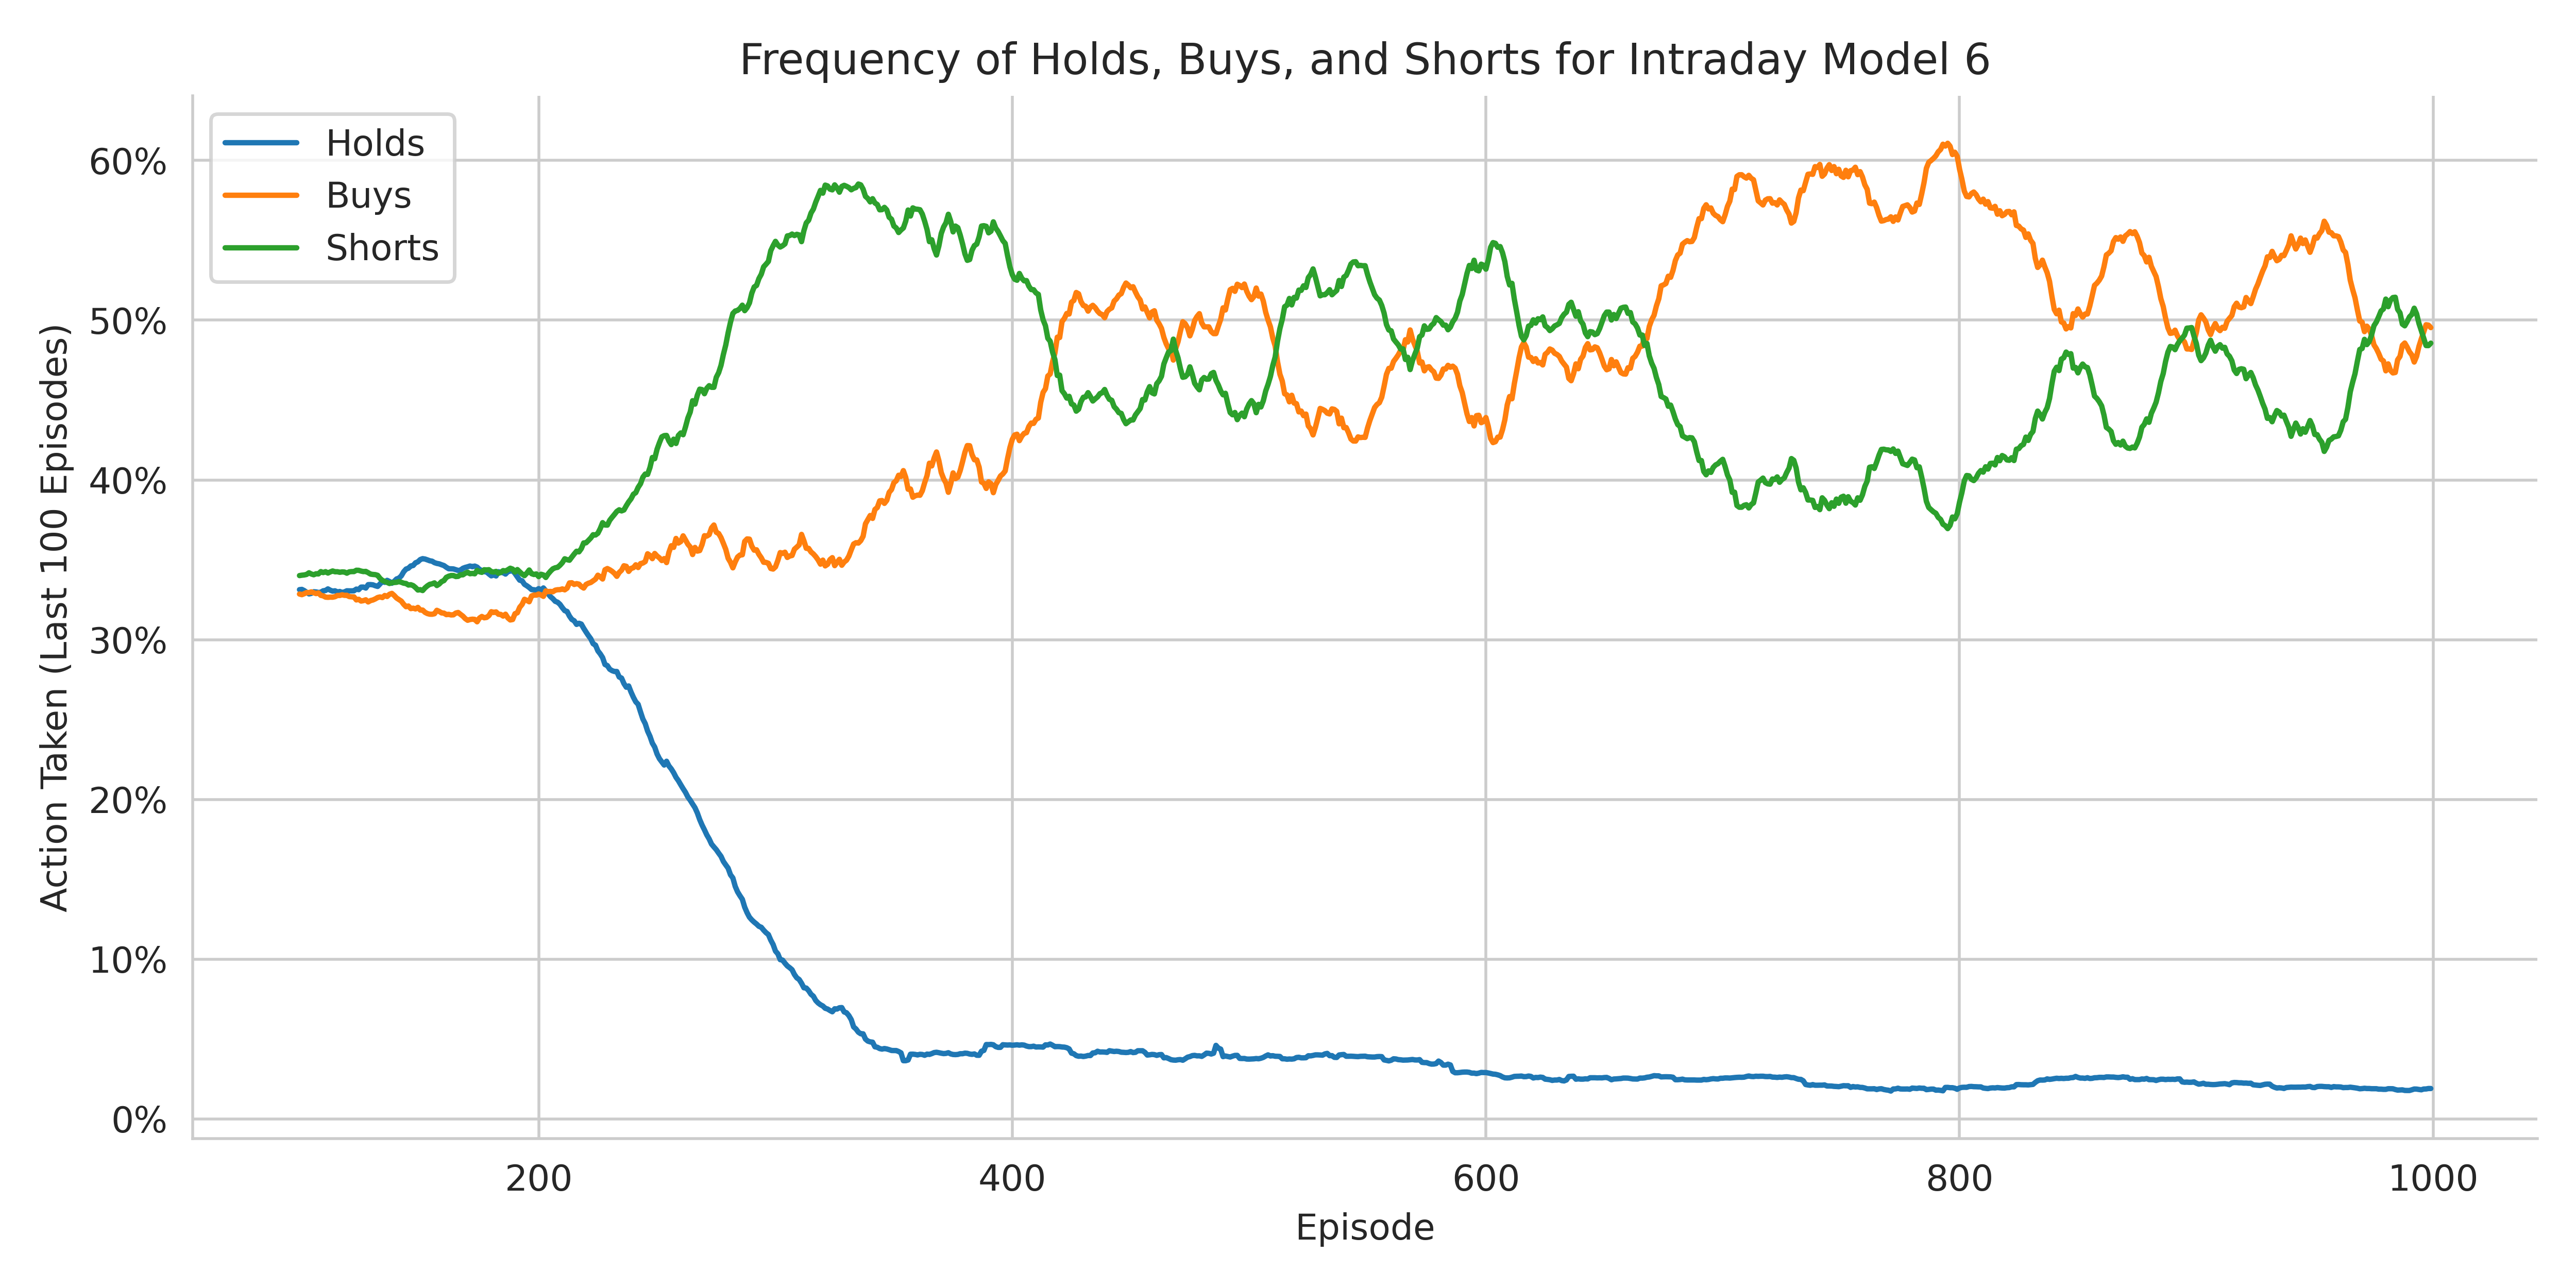 Frequency of Holds, Buys, and Shorts for Intraday Model 6
Holds
Buys
Shorts
Action Taken (Last 100 Episodes)
60%
50%
40%
30%
20%
10%
0%
200 400 600 800 1000
Episode